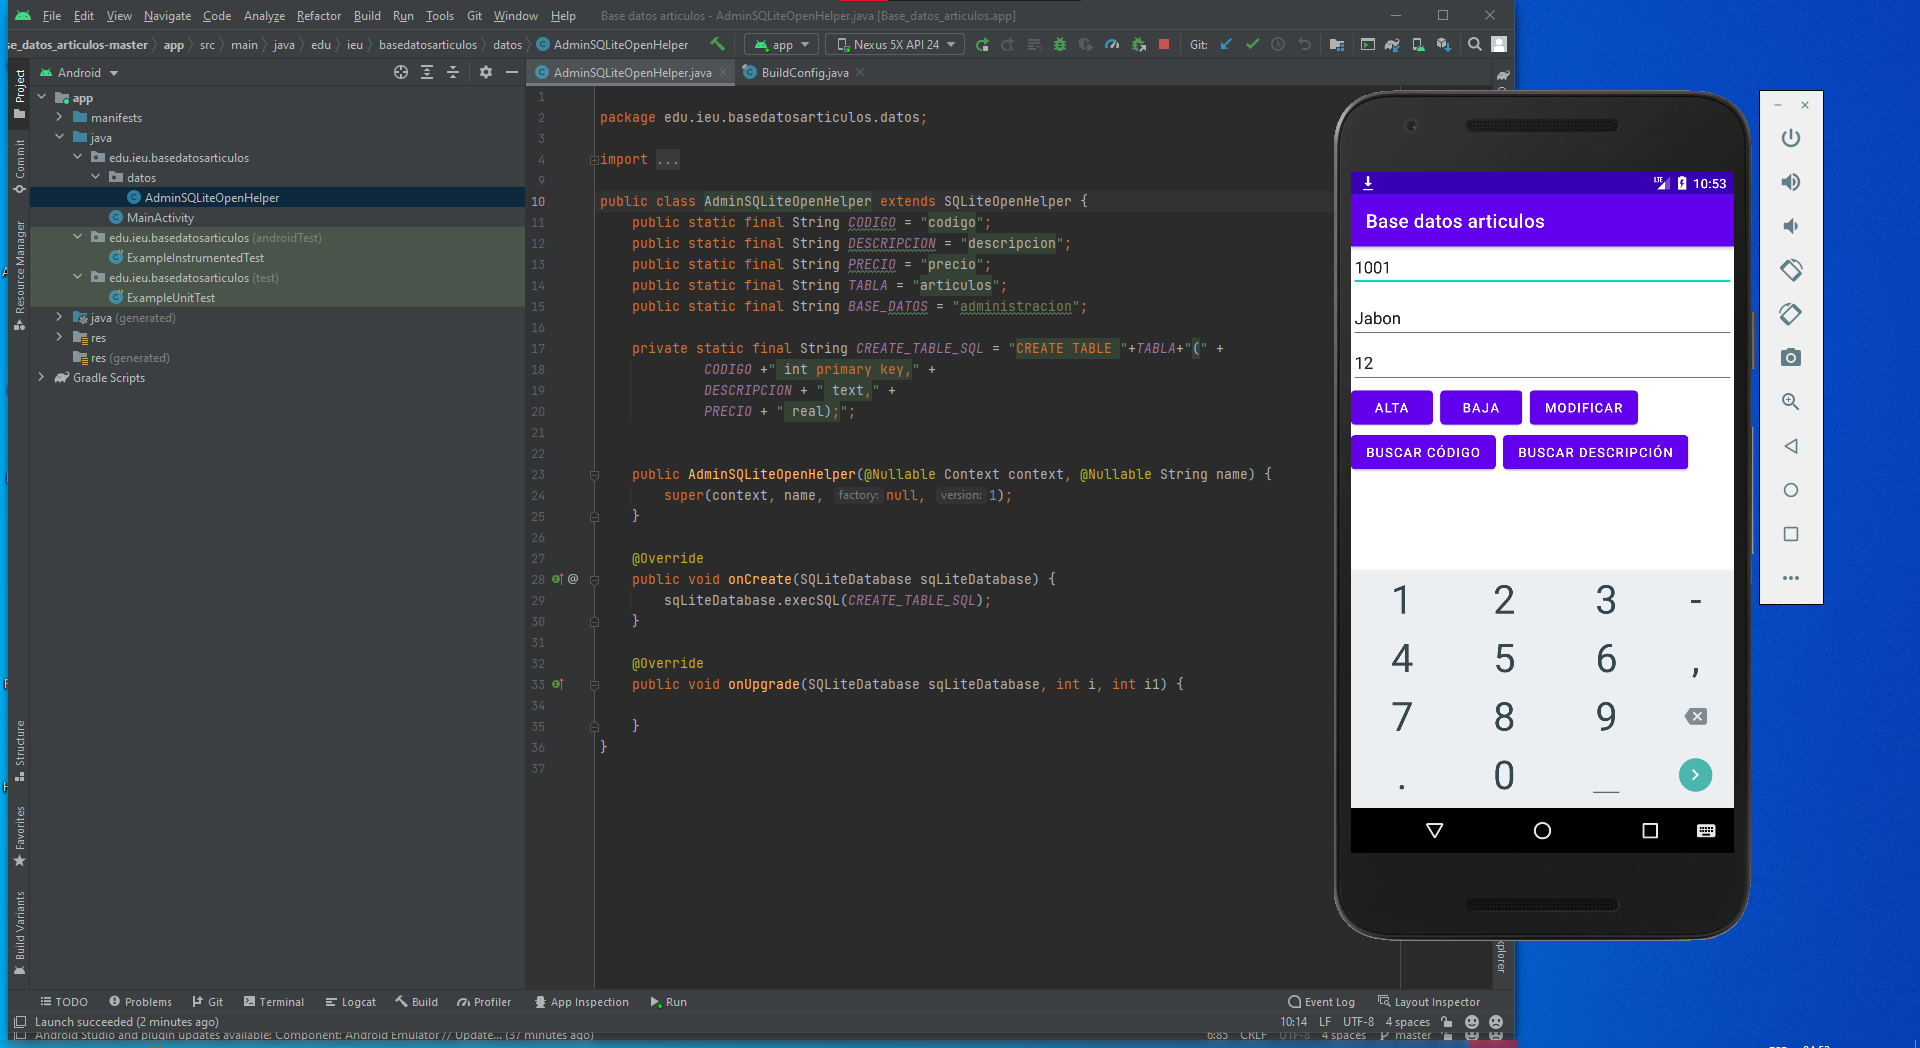 File Edit View Navigate Code Analyze Refactor Build Run Tools Git Window Help Base datos articulos - AdminSQLiteOpenHelper.java [Base_datos_articulos.app]
se_datos_articulos-master app src main java edu ieu basedatosarticulos datos AdminSQLiteOpenHelper app Nexus 5X API 24 Git:
Project
Commit
Resource Manager
Structure
Favorites
Build Variants
Android
app
manifests
java
edu.ieu.basedatosarticulos
datos
AdminSQLiteOpenHelper
MainActivity
edu.ieu.basedatosarticulos (androidTest)
ExampleInstrumentedTest
edu.ieu.basedatosarticulos (test)
ExampleUnitTest
java (generated)
res
res (generated)
Gradle Scripts
AdminSQLiteOpenHelper.java BuildConfig.java
1
2 package edu.ieu.basedatosarticulos.datos;
3
4 import ...
9
10 public class AdminSQLiteOpenHelper extends SQLiteOpenHelper {
11 public static final String CODIGO = "codigo";
12 public static final String DESCRIPCION = "descripcion";
13 public static final String PRECIO = "precio";
14 public static final String TABLA = "articulos";
15 public static final String BASE_DATOS = "administracion";
16
17 private static final String CREATE_TABLE_SQL = "CREATE TABLE "+TABLA+"(" +
18 CODIGO +" int primary key," +
19 DESCRIPCION + " text," +
20 PRECIO + " real);";
21
22
23 public AdminSQLiteOpenHelper(@Nullable Context context, @Nullable String name) {
24 super(context, name, factory: null, version: 1);
25 }
26
27 @Override
28 @ public void onCreate(SQLiteDatabase sqLiteDatabase) {
29 sqLiteDatabase.execSQL(CREATE_TABLE_SQL);
30 }
31
32 @Override
33 public void onUpgrade(SQLiteDatabase sqLiteDatabase, int i, int i1) {
34
35 }
36 }
37
LTE 10:53
Base datos articulos
1001
Jabon
12
ALTA BAJA MODIFICAR
BUSCAR CÓDIGO BUSCAR DESCRIPCIÓN
1 2 3 -
4 5 6 ,
7 8 9
. 0 _
TODO Problems Git Terminal Logcat Build Profiler App Inspection Run Event Log Layout Inspector
Launch succeeded (2 minutes ago) 10:14 LF UTF-8 4 spaces
Android Studio and plugin updates available: Component: Android Emulator // Update... (37 minutes ago) 6:85 CRLF UTF-8 4 spaces master